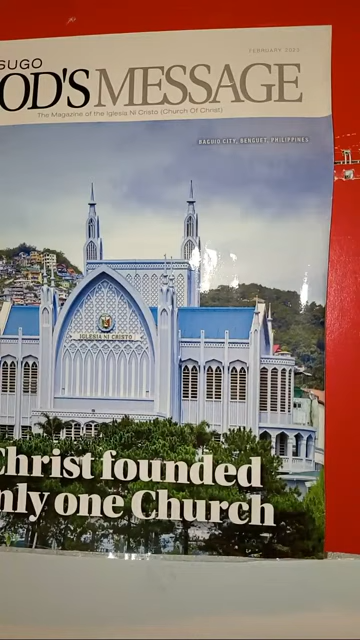 SUGO
FEBRUARY
OD'S MESSAGE
The Magazine of the Iglesia Ni Cristo (Church Of Christ)
BAGUIO CITY, BENGUET, PHILIPPINES
IGLESIA NI CRISTO
Christ founded
nly one Church